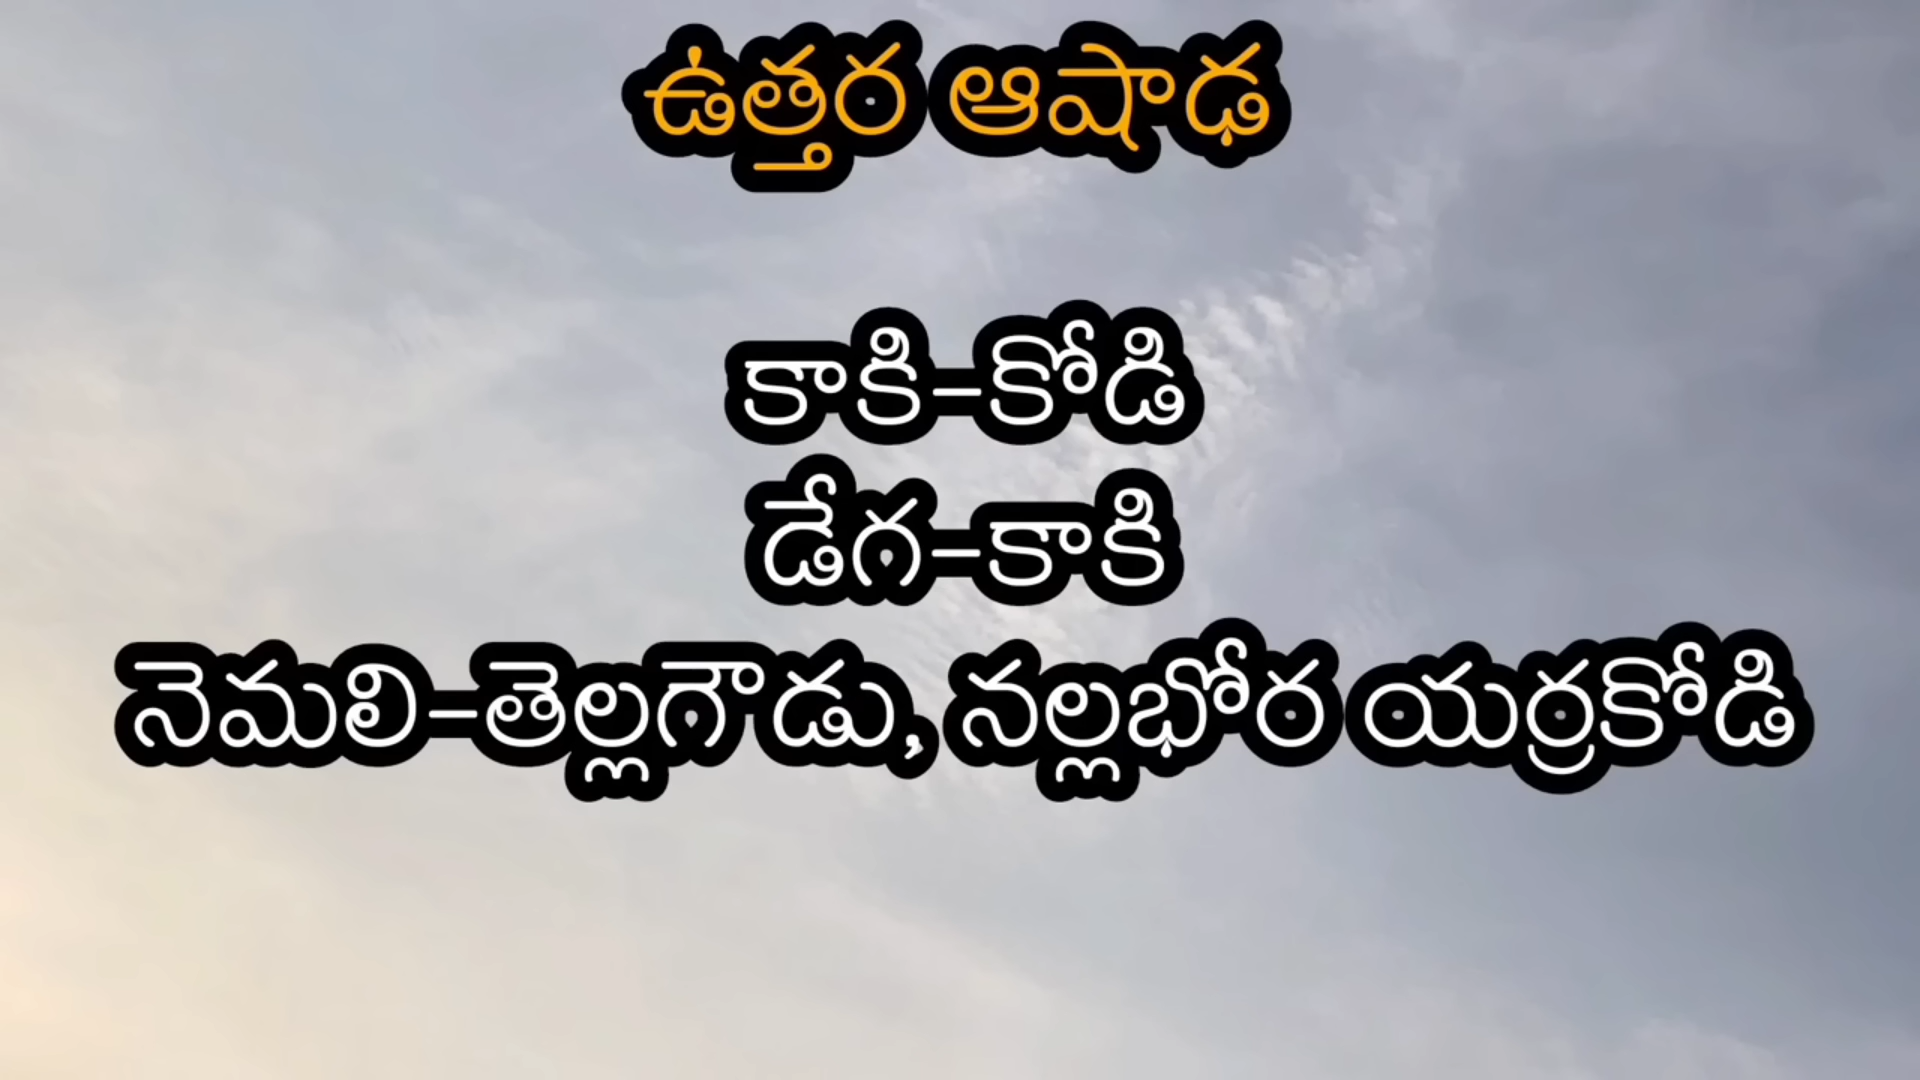 ఉత్తర ఆషాఢ
కాకి-కోడి
డేగ-కాకి
నెమలి-తెల్లగౌడు, నల్లభోర యర్రకోడి